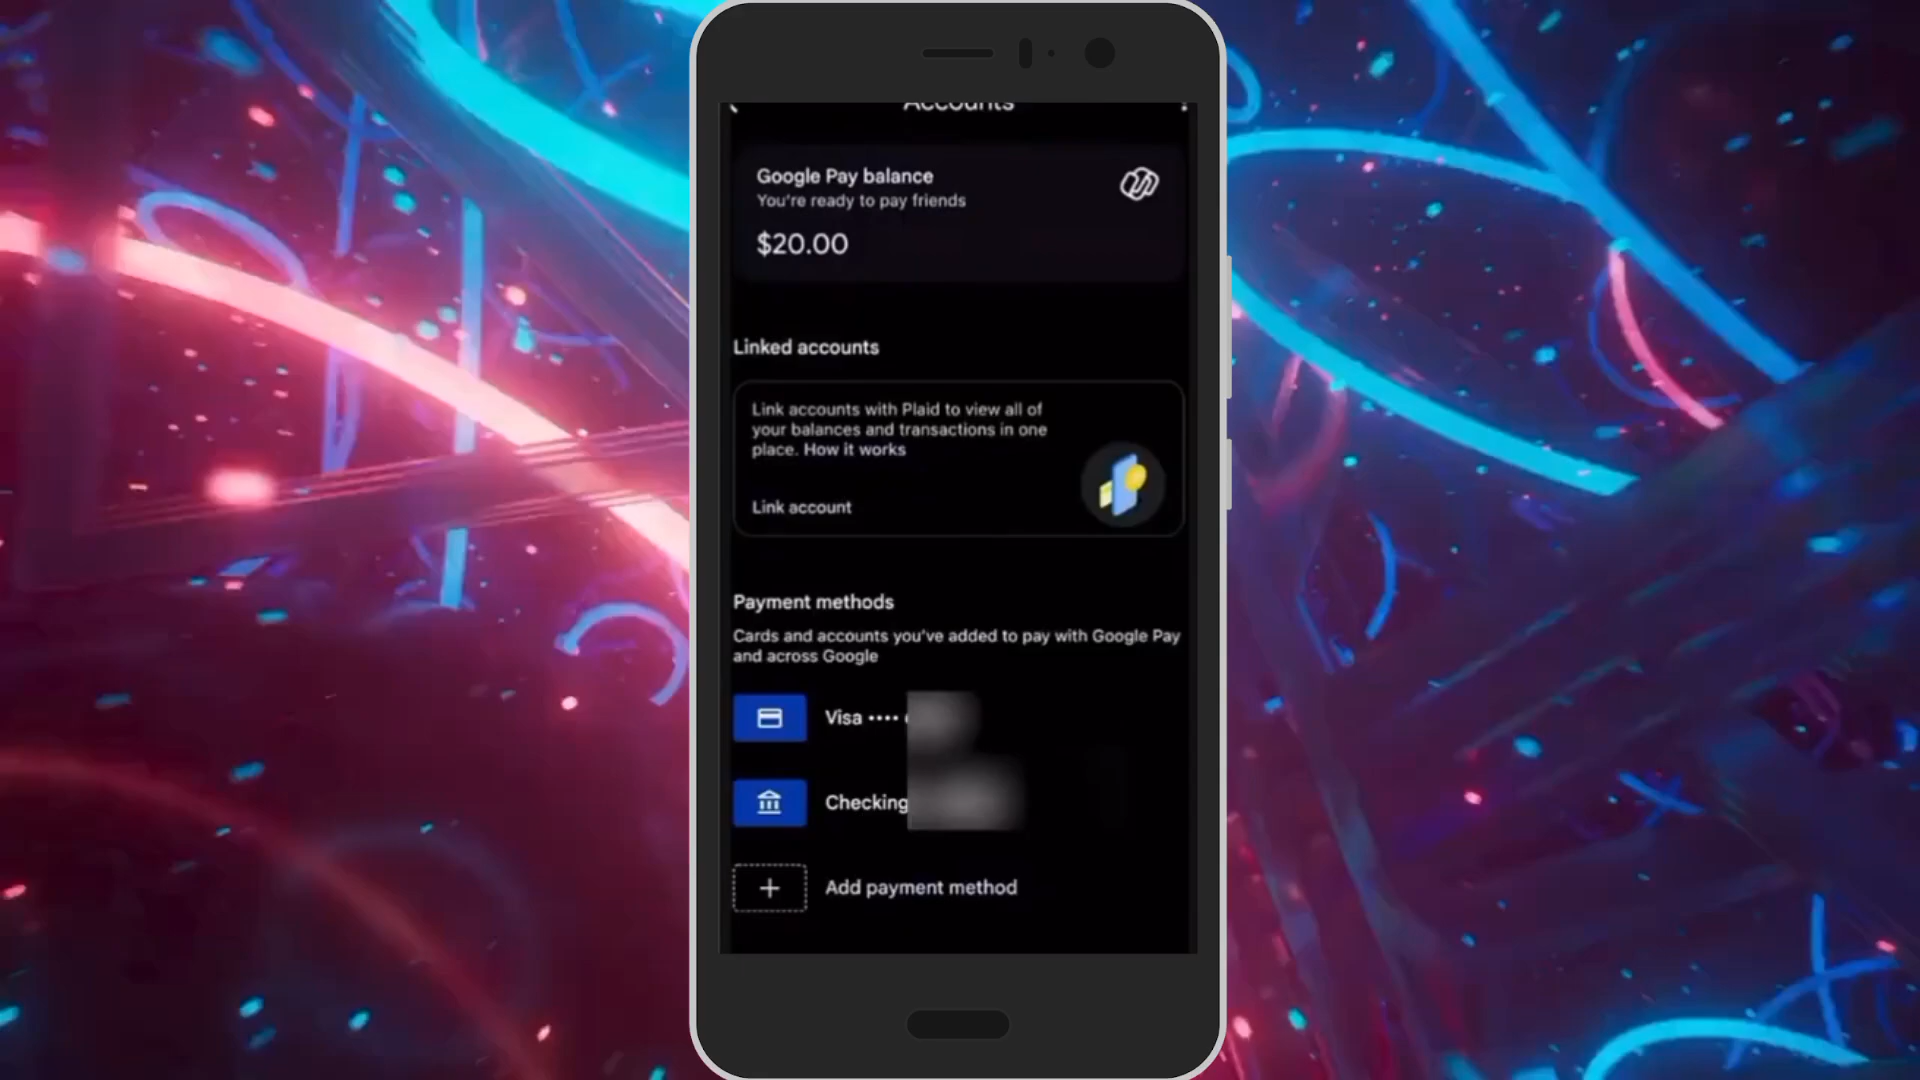 Accounts
Google Pay balance
You're ready to pay friends
$20.00
Linked accounts
Link accounts with Plaid to view all of
your balances and transactions in one
place. How it works
Link account
Payment methods
Cards and accounts you've added to pay with Google Pay
and across Google
Visa ••••
Checking
Add payment method